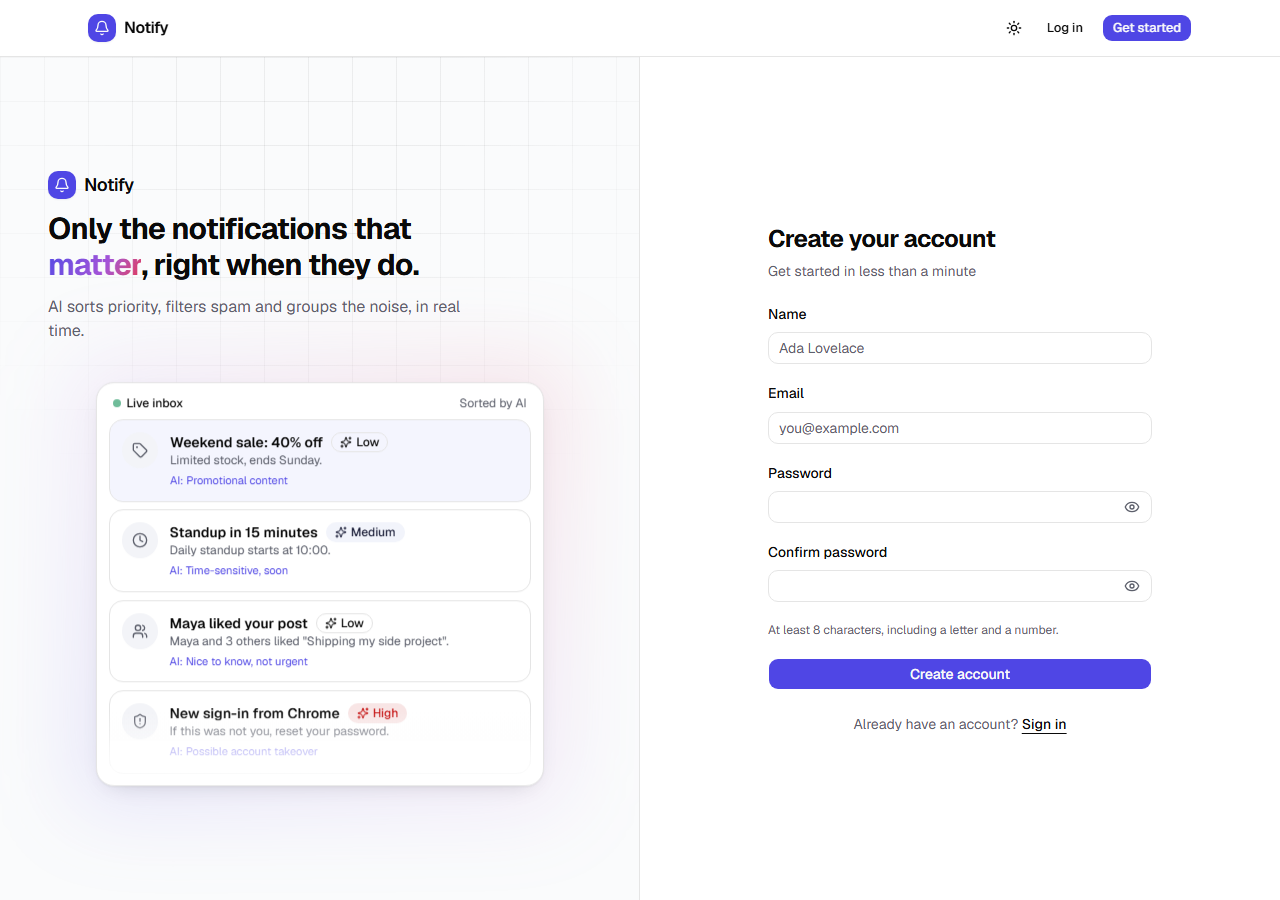 Notify
Log in
Get started
Notify
Only the notifications that
matter, right when they do.
AI sorts priority, filters spam and groups the noise, in real
time.
Live inbox
Sorted by AI
Weekend sale: 40% off
Low
Limited stock, ends Sunday.
AI: Promotional content
Standup in 15 minutes
Medium
Daily standup starts at 10:00.
AI: Time-sensitive, soon
Maya liked your post
Low
Maya and 3 others liked "Shipping my side project".
AI: Nice to know, not urgent
New sign-in from Chrome
High
If this was not you, reset your password.
AI: Possible account takeover
Create your account
Get started in less than a minute
Name
Ada Lovelace
Email
you@example.com
Password
Confirm password
At least 8 characters, including a letter and a number.
Create account
Already have an account? Sign in